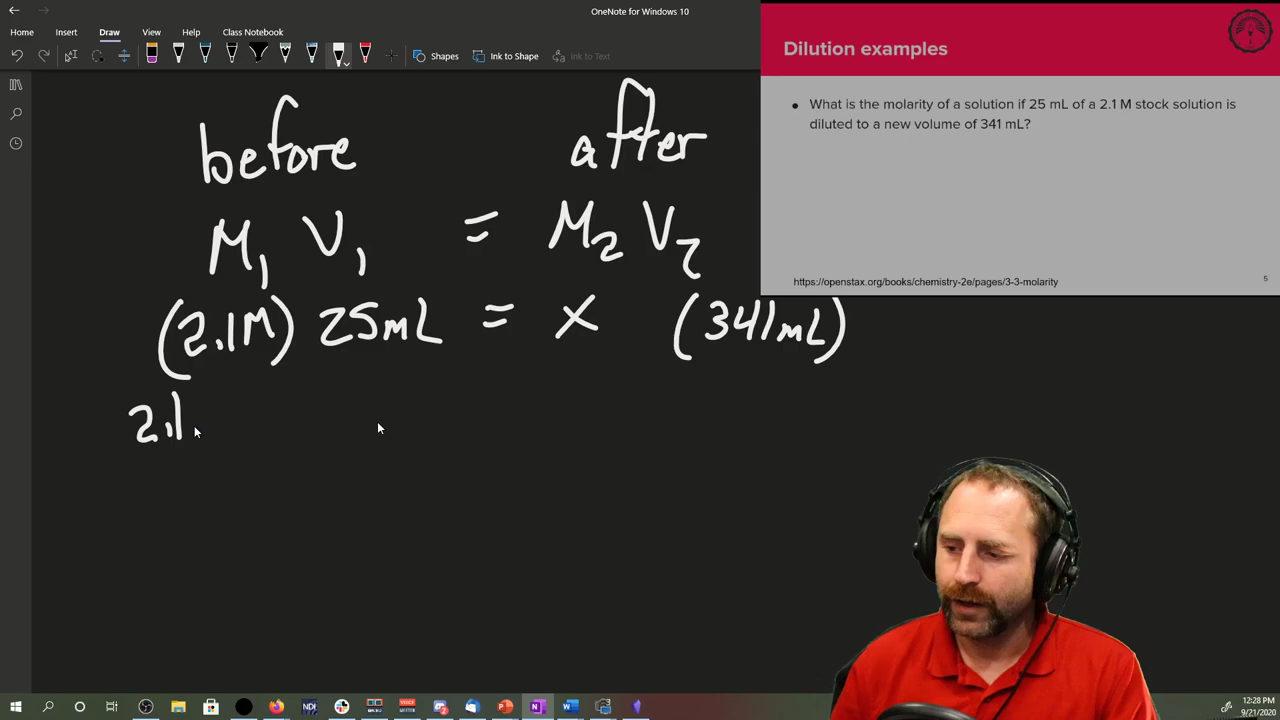 OneNote for Windows 10
Home Insert Draw View Help Class Notebook
Shapes Ink to Shape Ink to Text
Dilution examples
What is the molarity of a solution if 25 mL of a 2.1 M stock solution is
diluted to a new volume of 341 mL?
https://openstax.org/books/chemistry-2e/pages/3-3-molarity 5
before after
M₁ V₁ = M₂ V₂
(2.1M) 25mL = x (341mL)
2.1
12:28 PM
9/21/2020